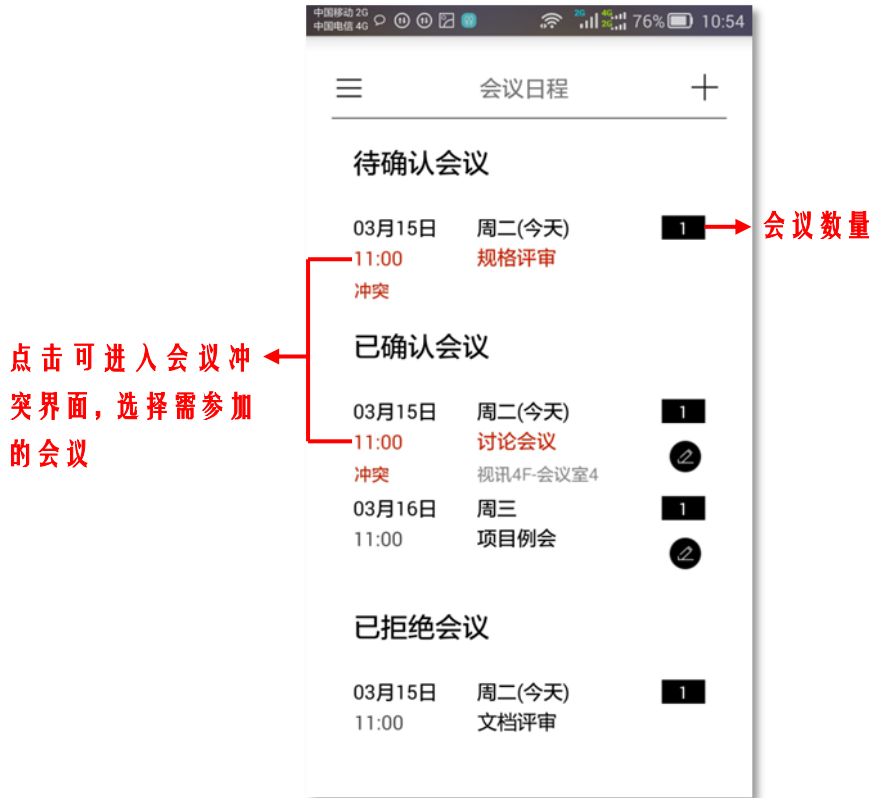 中国移动 2G
中国电信 4G
2G 4G 2G 76% 10:54
会议日程
待确认会议
03月15日 周二(今天) 1
会议数量
11:00 规格评审
冲突
已确认会议
点击可进入会议冲
突界面，选择需参加
的会议
03月15日 周二(今天) 1
11:00 讨论会议
冲突 视讯4F-会议室4
03月16日 周三 1
11:00 项目例会
已拒绝会议
03月15日 周二(今天) 1
11:00 文档评审